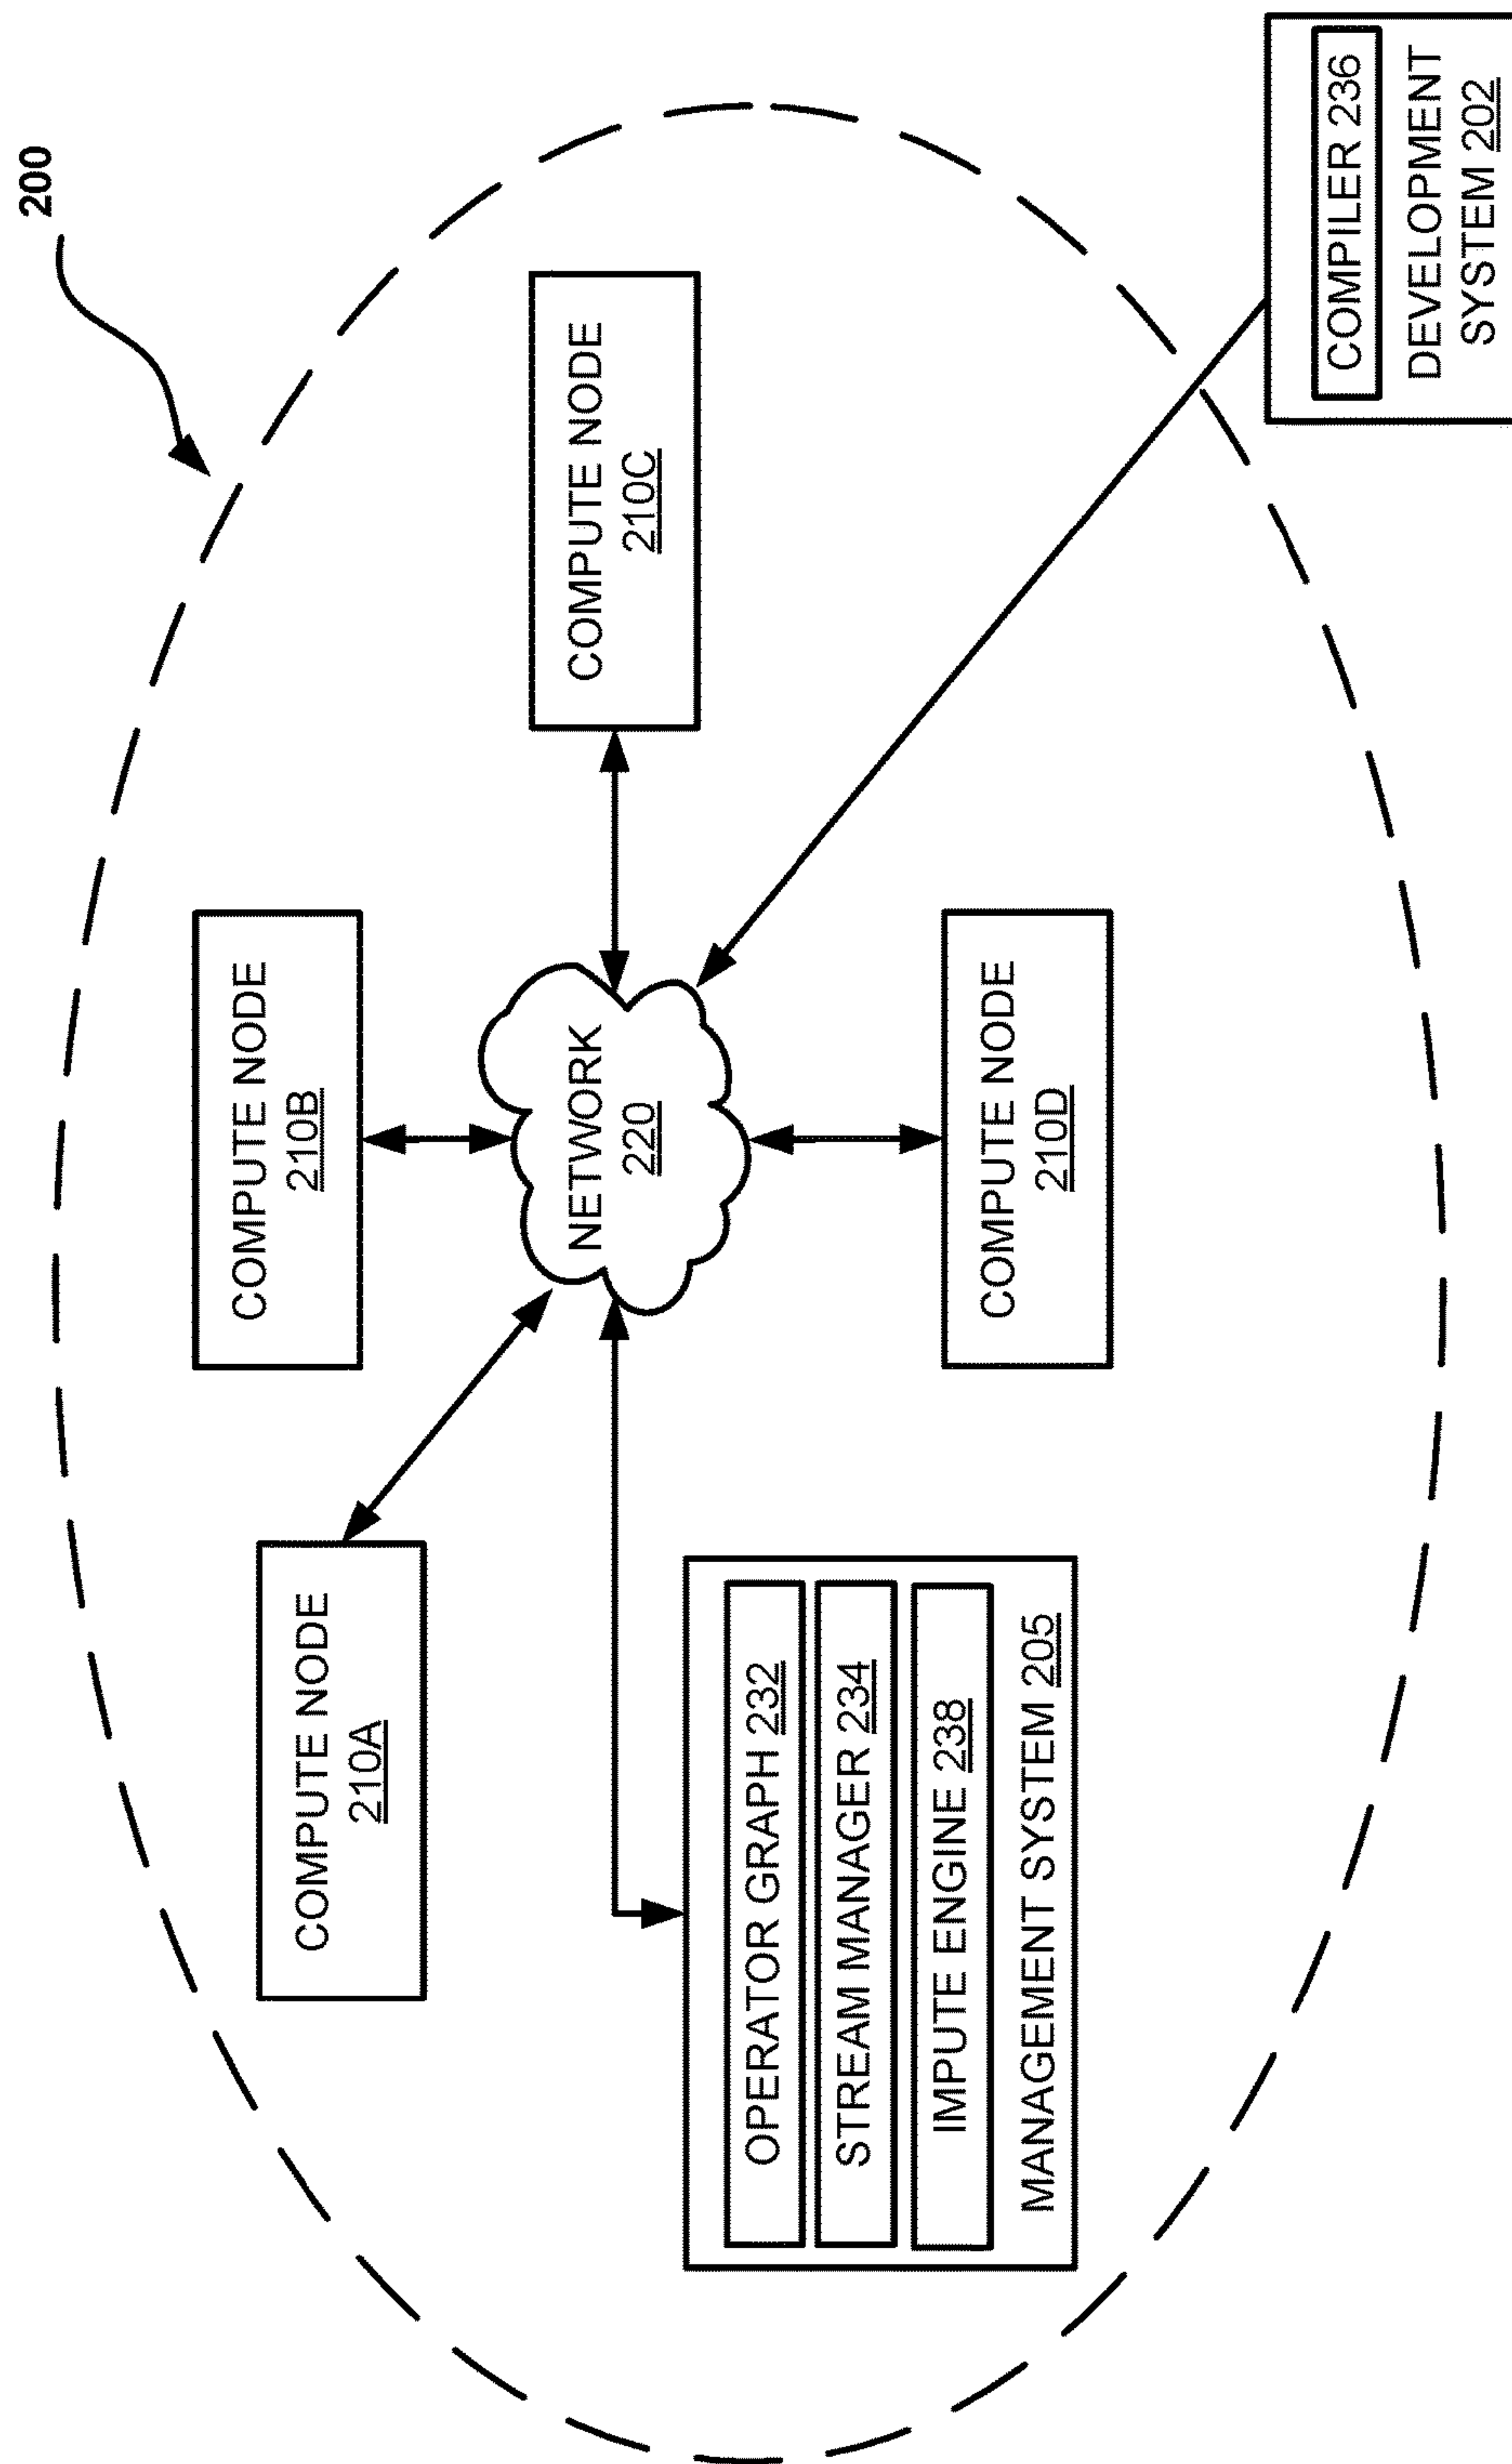 200
COMPUTE NODE
210B
COMPUTE NODE
210A
COMPUTE NODE
210C
NETWORK
220
OPERATOR GRAPH 232
STREAM MANAGER 234
IMPUTE ENGINE 238
MANAGEMENT SYSTEM 205
COMPUTE NODE
210D
COMPILER 236
DEVELOPMENT
SYSTEM 202